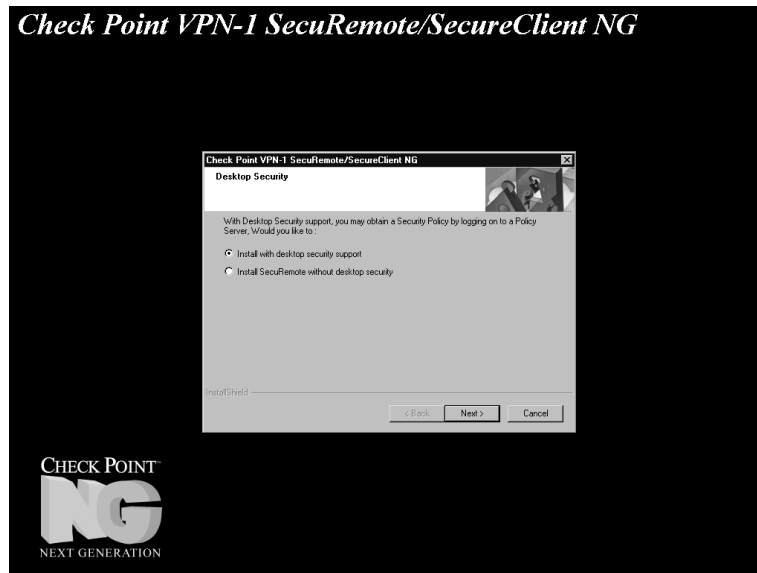 Check Point VPN-1 SecuRemote/SecureClient NG
Check Point VPN-1 SecuRemote/SecureClient NG
Desktop Security
With Desktop Security support, you may obtain a Security Policy by logging on to a Policy
Server, Would you like to :
Install with desktop security support
Install SecuRemote without desktop security
InstallShield
< Back
Next >
Cancel
CHECK POINT™
NG
NEXT GENERATION